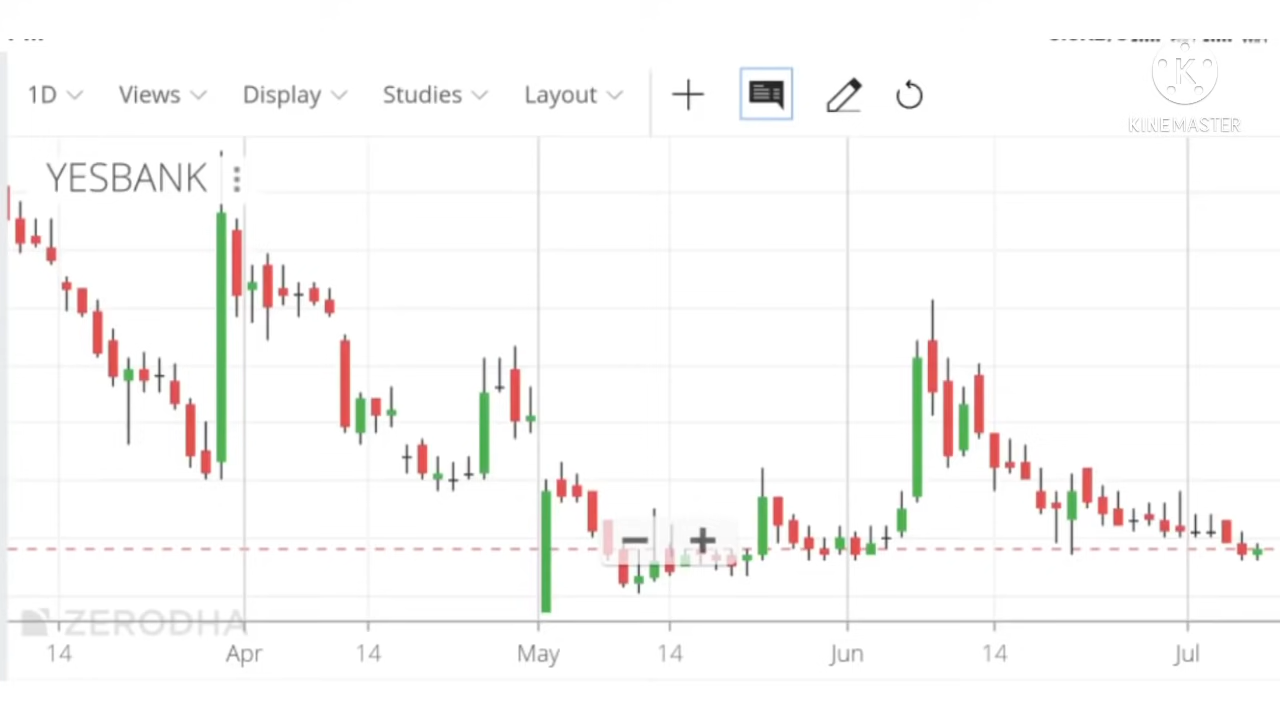 1D Views Display Studies Layout
KINEMASTER
YESBANK
ZERODHA
14 Apr 14 May 14 Jun 14 Jul